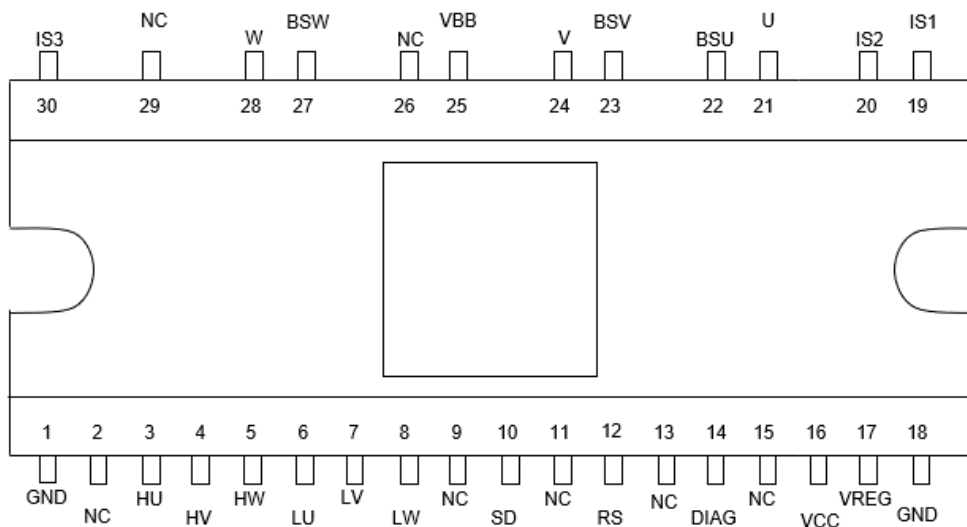 NC BSW VBB BSV U IS1
IS3 W NC V BSU IS2
30 29 28 27 26 25 24 23 22 21 20 19
1 2 3 4 5 6 7 8 9 10 11 12 13 14 15 16 17 18
GND HU HW LV NC NC NC NC VREG
NC HV LU LW SD RS DIAG VCC GND